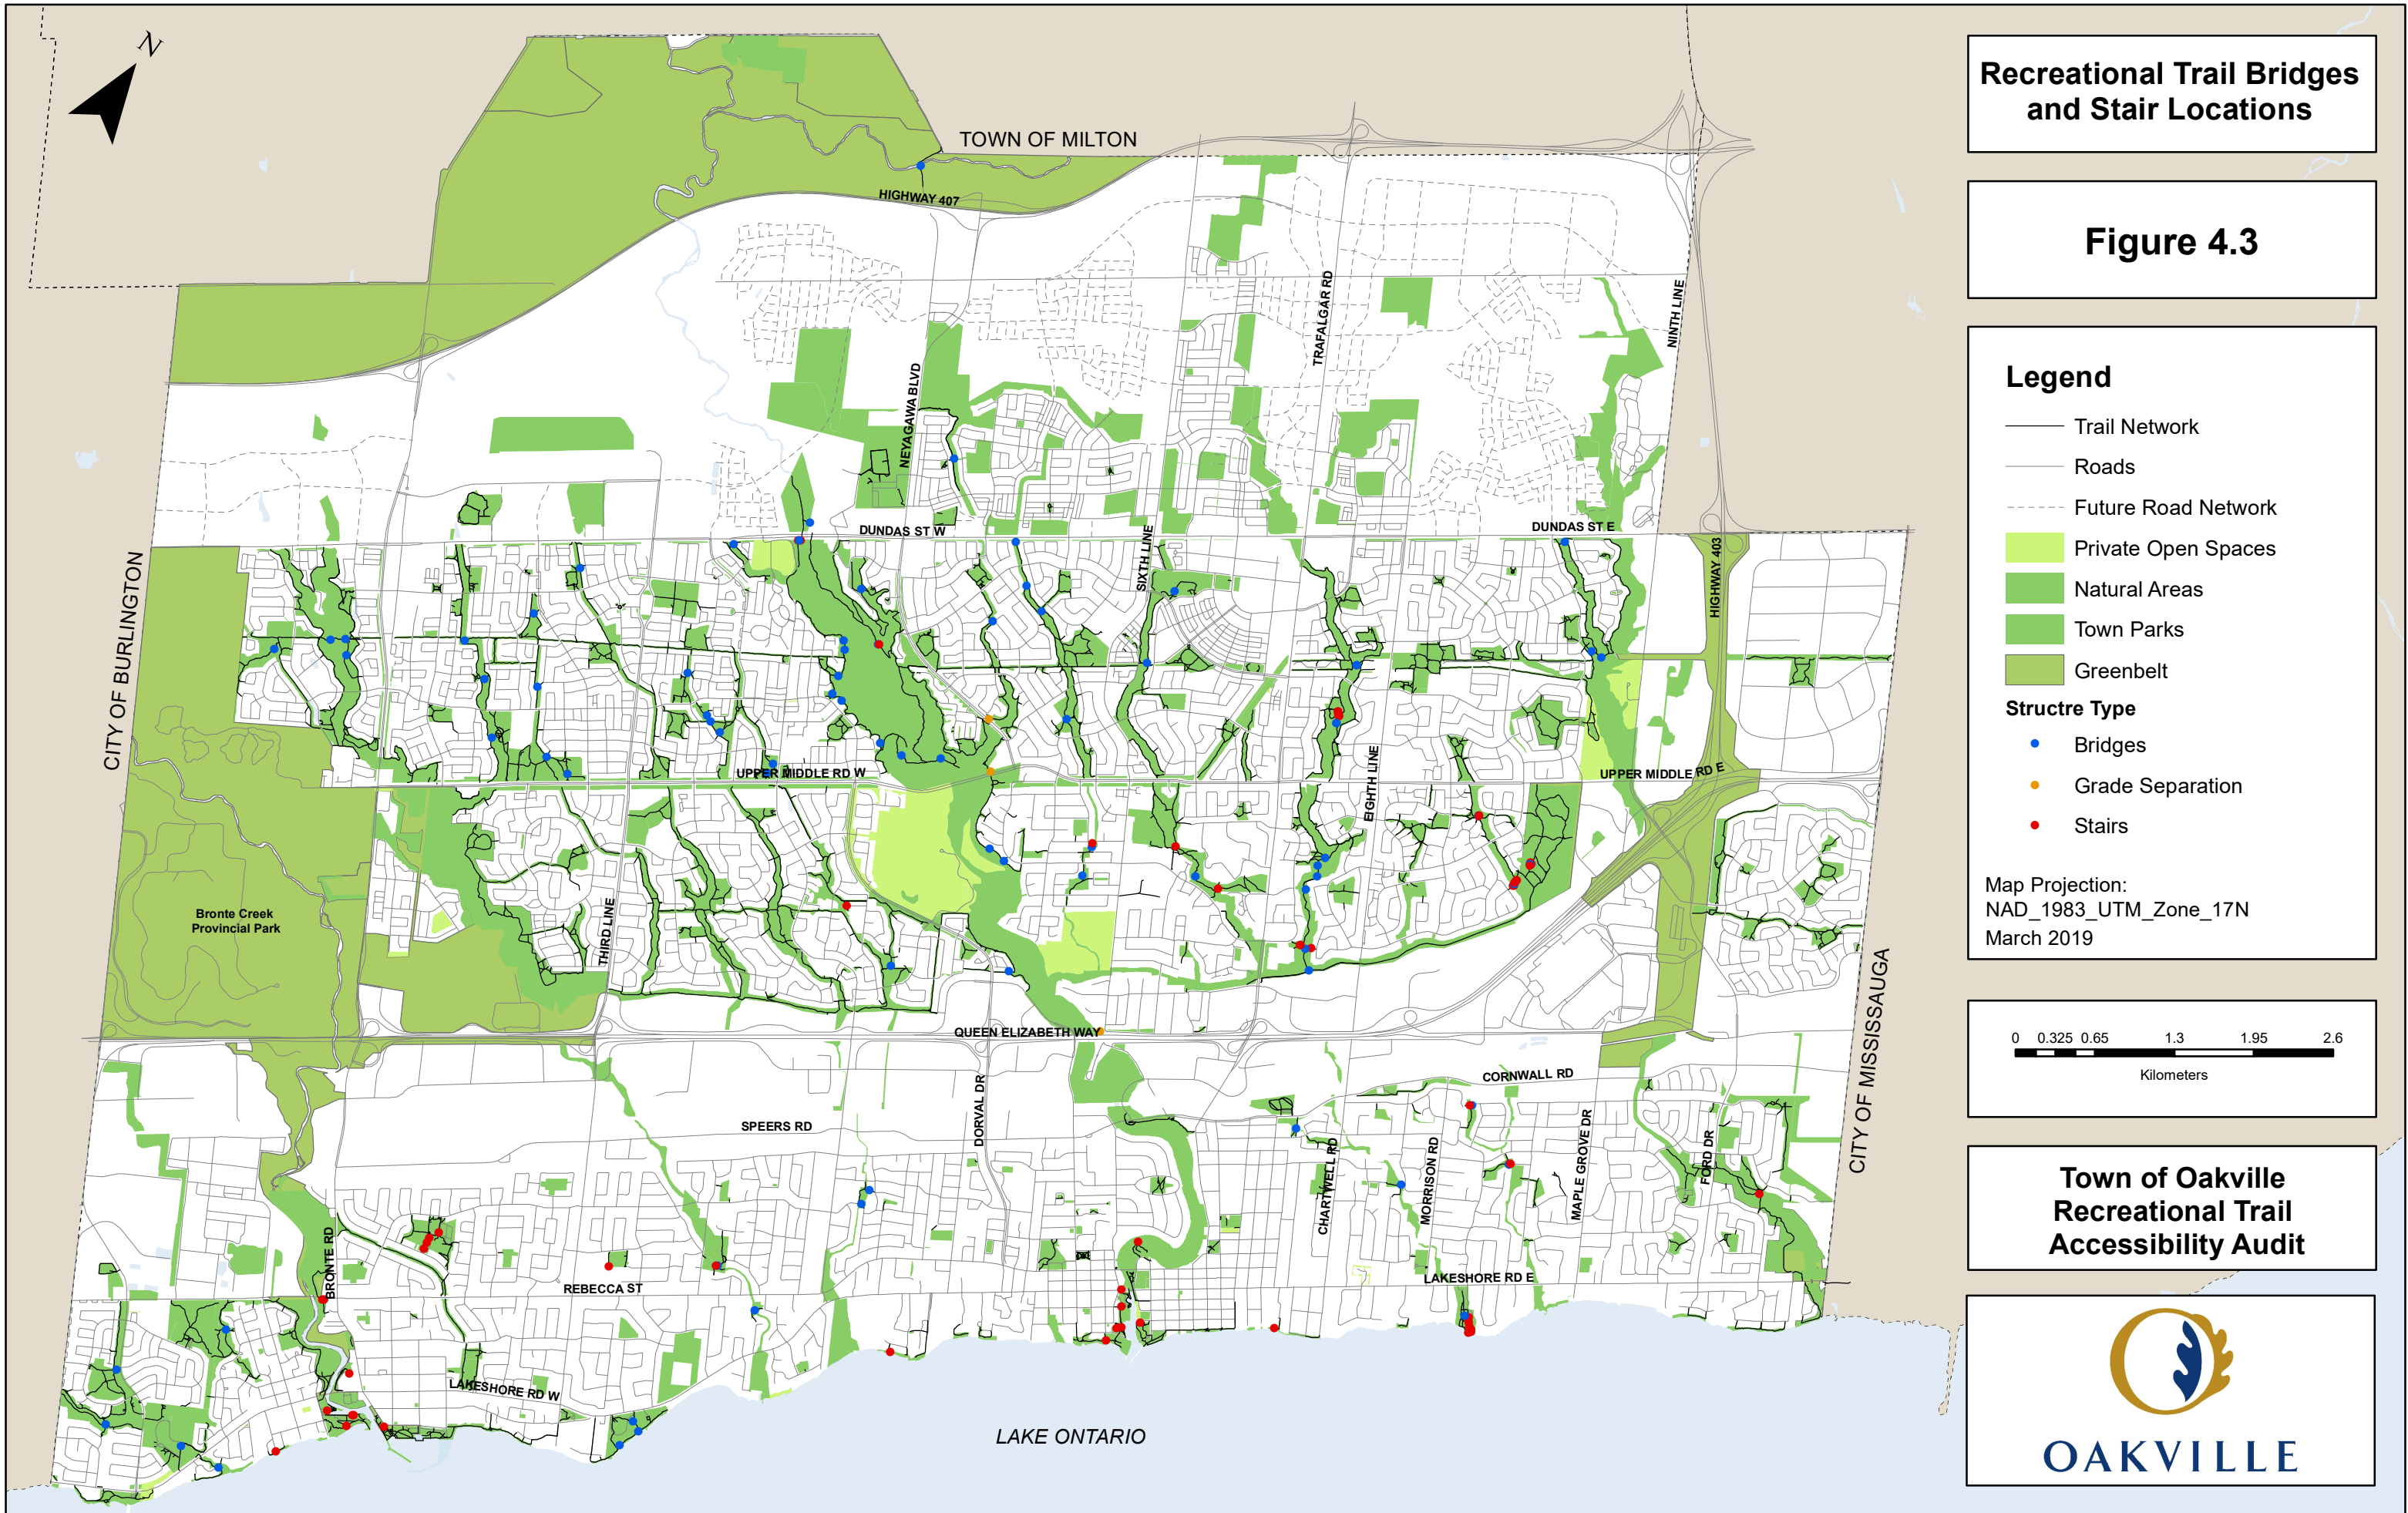 N
TOWN OF MILTON
HIGHWAY 407
TRAFALGAR RD
NINTH LINE
NEYAGAWA BLVD
DUNDAS ST W
DUNDAS ST E
SIXTH LINE
HIGHWAY 403
CITY OF BURLINGTON
UPPER MIDDLE RD W
EIGHTH LINE
UPPER MIDDLE RD E
Bronte Creek
Provincial Park
THIRD LINE
QUEEN ELIZABETH WAY
CITY OF MISSISSAUGA
CORNWALL RD
DORVAL DR
SPEERS RD
CHARTWELL RD
MORRISON RD
MAPLE GROVE DR
FORD DR
BRONTE RD
REBECCA ST
LAKESHORE RD E
LAKESHORE RD W
LAKE ONTARIO
Recreational Trail Bridges
and Stair Locations
Figure 4.3
Legend
Trail Network
Roads
Future Road Network
Private Open Spaces
Natural Areas
Town Parks
Greenbelt
Structre Type
Bridges
Grade Separation
Stairs
Map Projection:
NAD_1983_UTM_Zone_17N
March 2019
0 0.325 0.65 1.3 1.95 2.6
Kilometers
Town of Oakville
Recreational Trail
Accessibility Audit
OAKVILLE